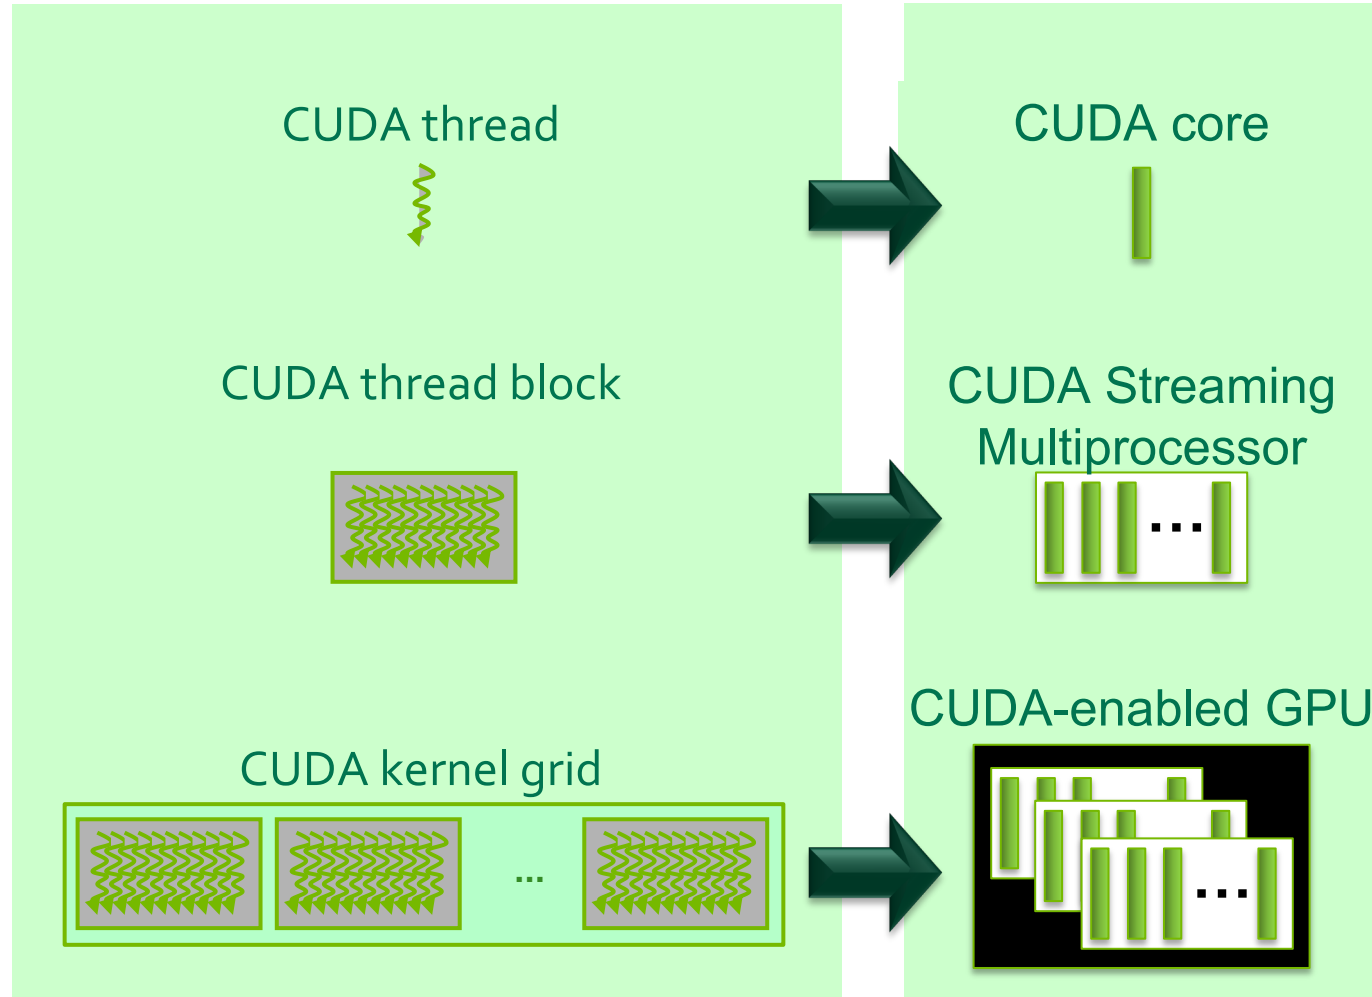 CUDA thread
CUDA core
CUDA thread block
CUDA Streaming
Multiprocessor
...
CUDA-enabled GPU
CUDA kernel grid
...
...